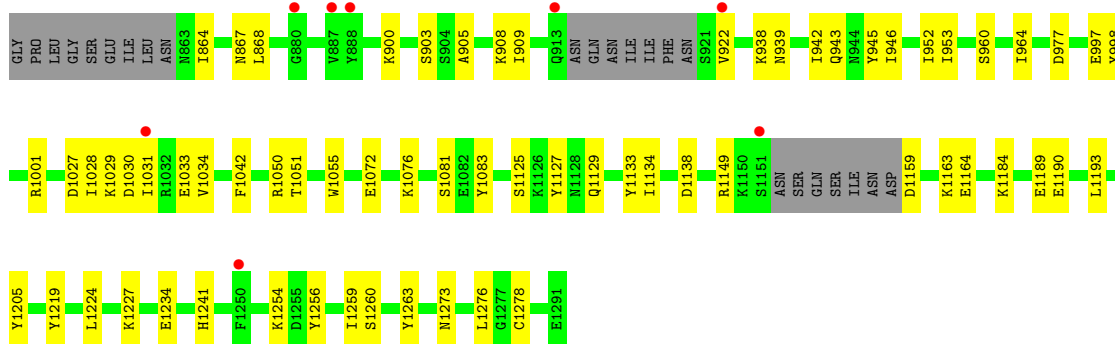 GLY PRO LEU GLY SER GLU ILE LEU ASN N863 I864 N867 L868 G880 V887 Y888 K900 S903 S904 A905 K908 I909 Q913 ASN GLN ASN ILE ILE PHE ASN S921 V922 K938 N939 I942 Q943 N944 Y945 I946 I952 I953 S960 I964 D977 E997 Y998
R1001 D1027 I1028 K1029 D1030 I1031 R1032 E1033 V1034 F1042 R1050 T1051 W1055 E1072 K1076 S1081 E1082 Y1083 S1125 K1126 Y1127 N1128 Q1129 Y1133 I1134 D1138 R1149 K1150 S1151 ASN SER GLN SER ILE ASN ASP D1159 K1163 E1164 K1184 E1189 E1190 L1193
Y1205 Y1219 L1224 K1227 E1234 H1241 F1250 K1254 D1255 Y1256 I1259 S1260 Y1263 N1273 L1276 G1277 C1278 E1291